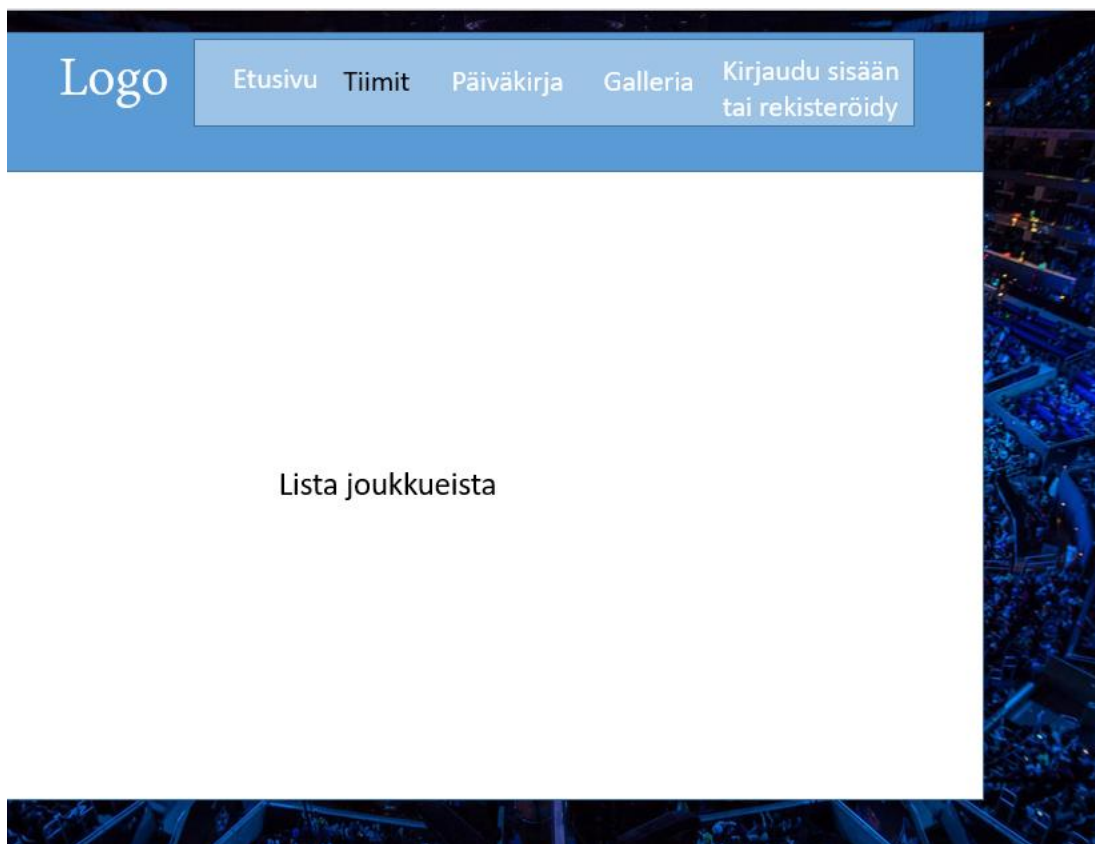 Logo
Etusivu
Tiimit
Päiväkirja
Galleria
Kirjaudu sisään
tai rekisteröidy
Lista joukkueista